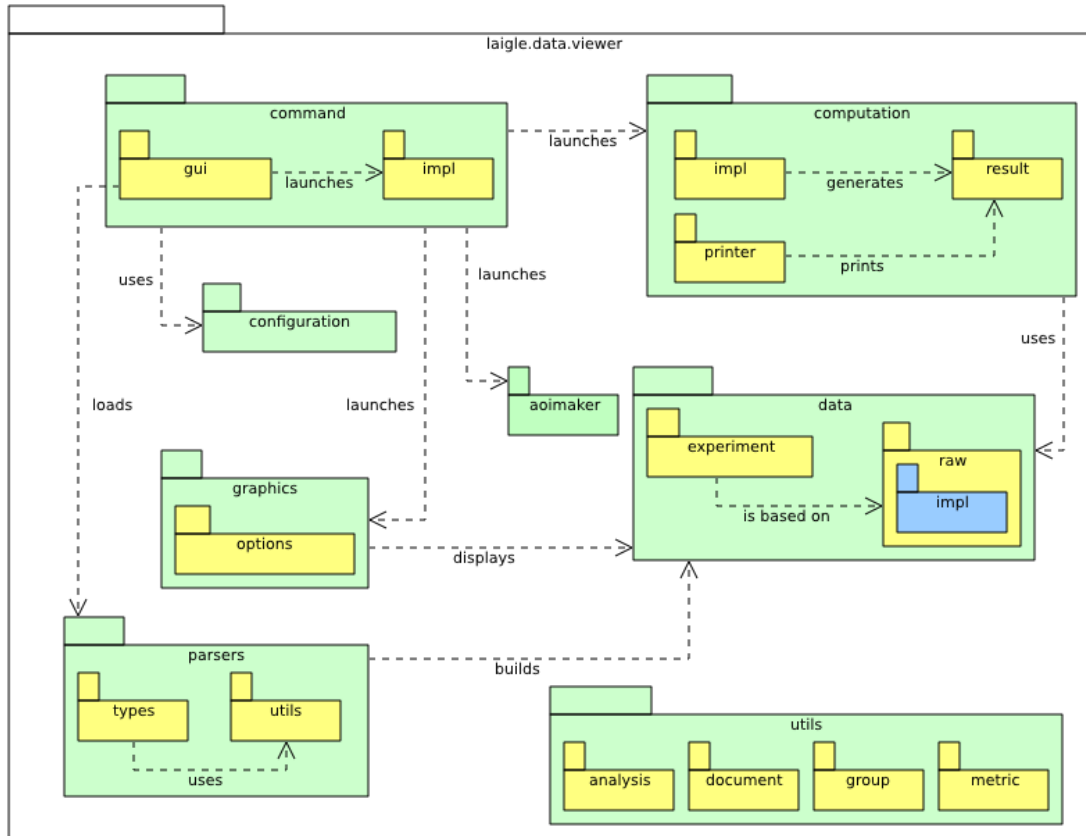 laigle.data.viewer
command
computation
gui
launches
impl
launches
impl
generates
result
printer
prints
uses
launches
configuration
uses
loads
launches
aoimaker
data
experiment
raw
impl
is based on
graphics
options
displays
parsers
types
utils
uses
builds
utils
analysis
document
group
metric